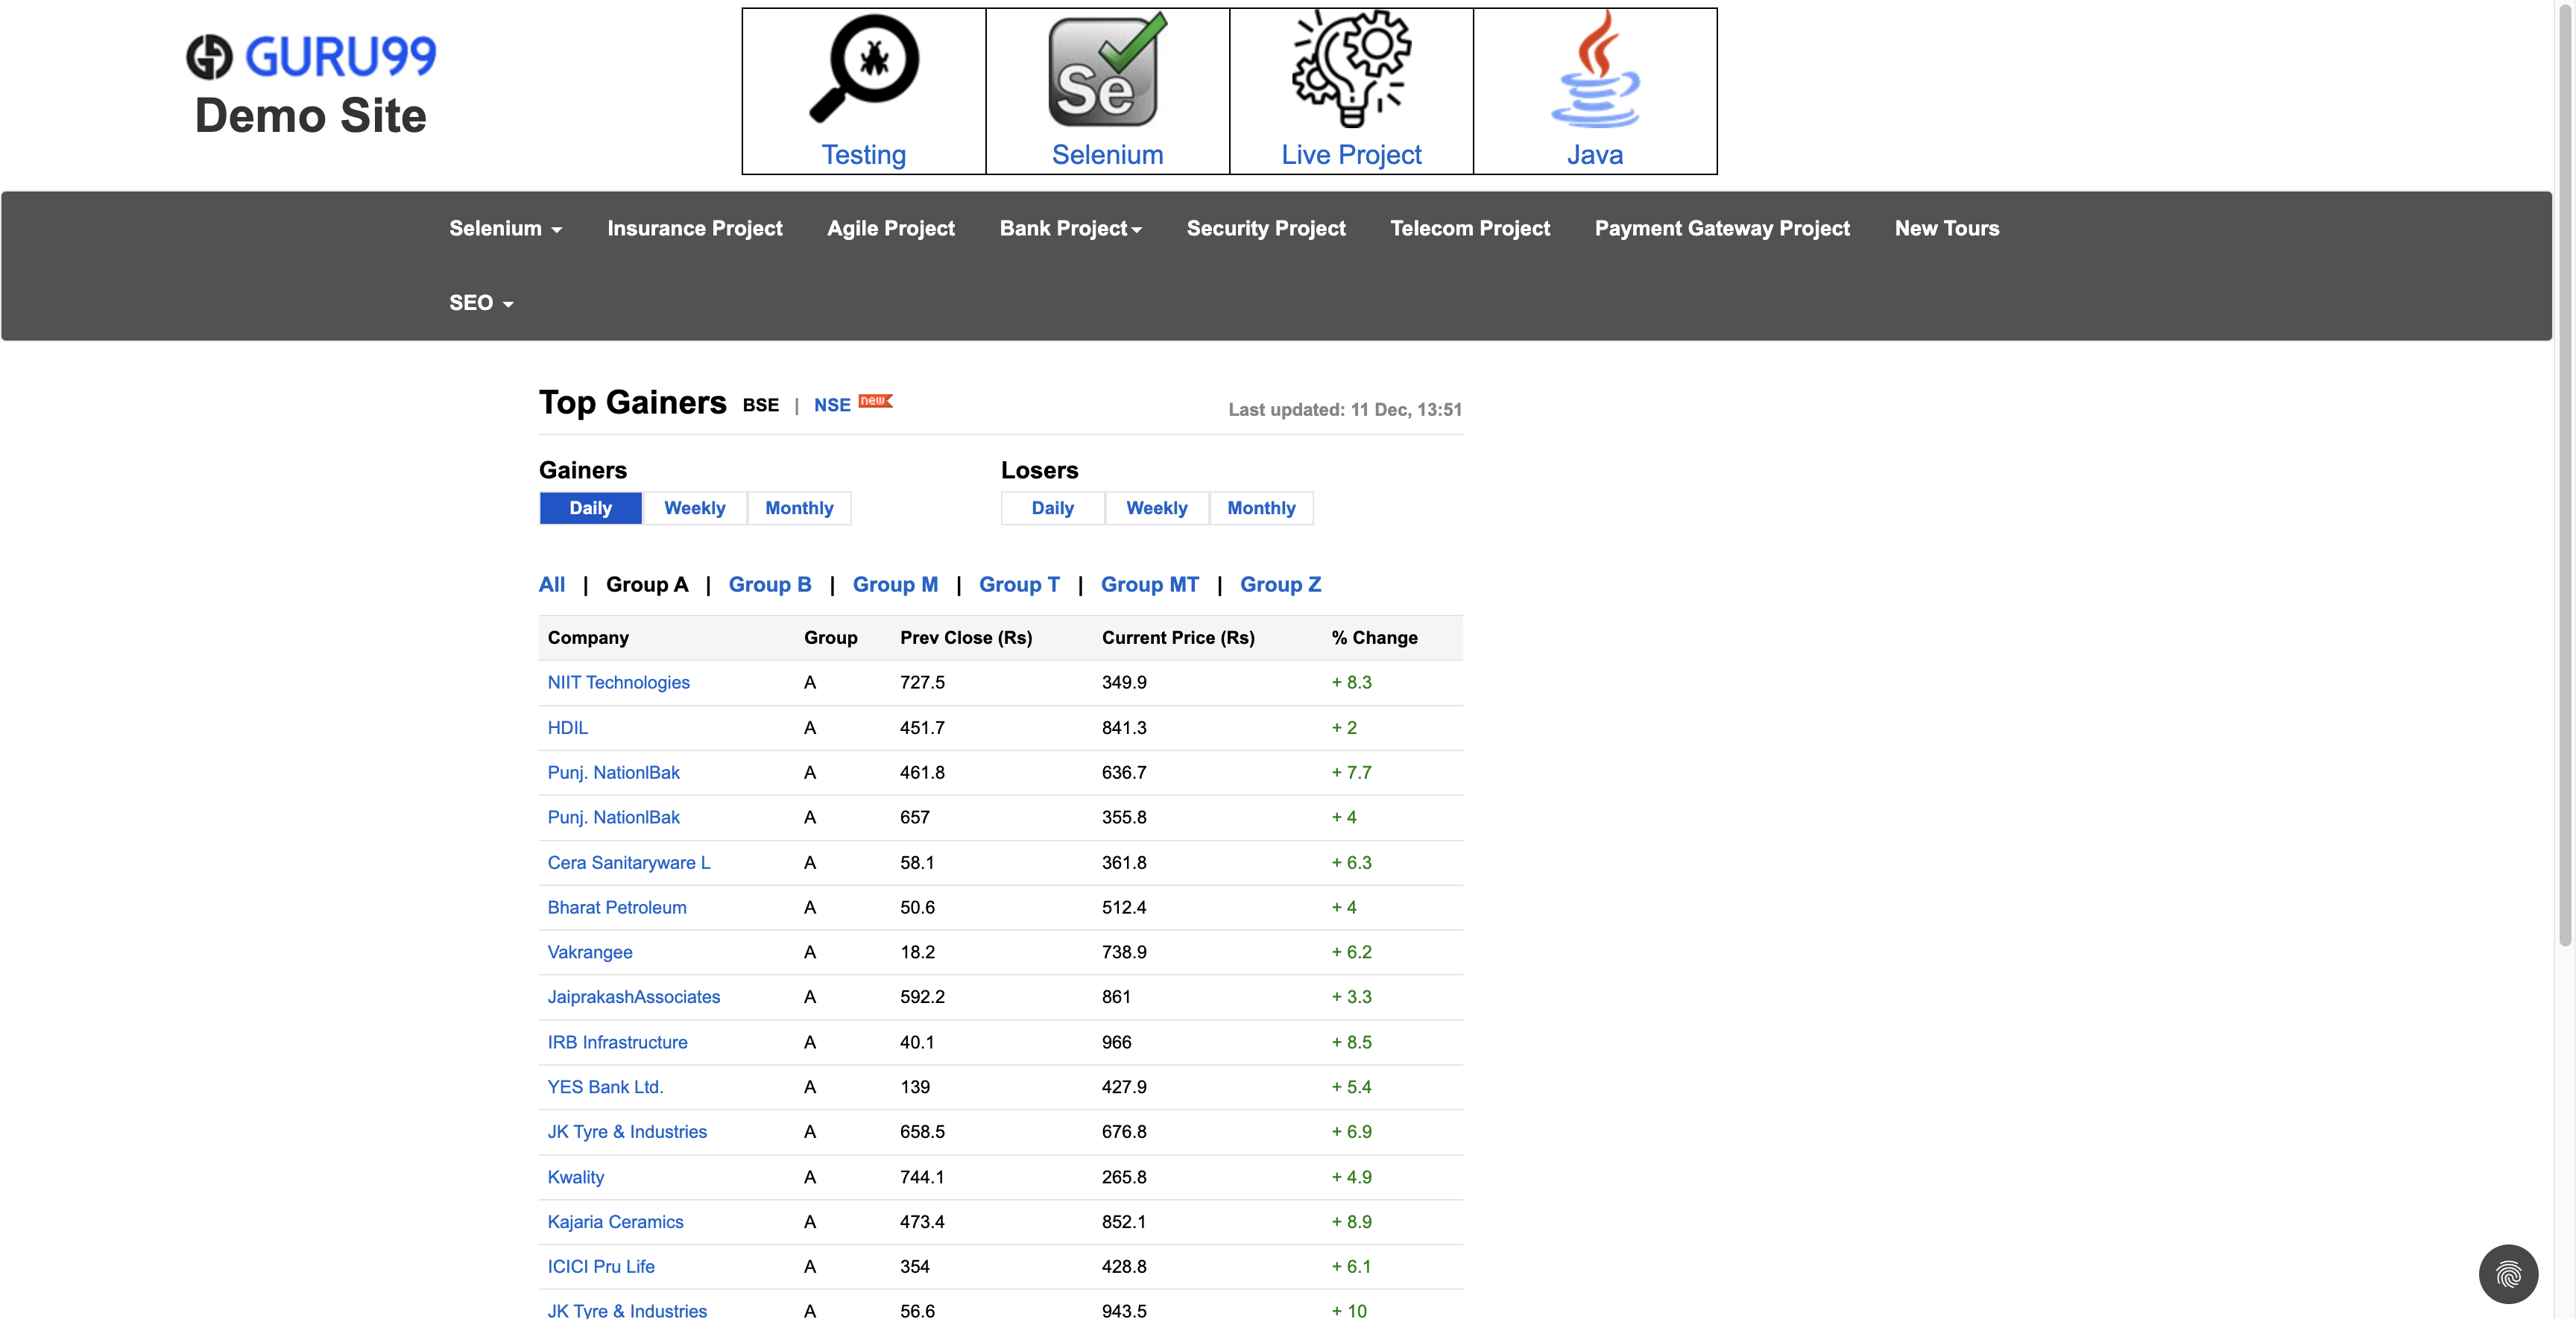 GURU99
Demo Site
Se
Testing Selenium Live Project Java
Selenium Insurance Project Agile Project Bank Project Security Project Telecom Project Payment Gateway Project New Tours
SEO
Top Gainers BSE | NSE new Last updated: 11 Dec, 13:51
Gainers Losers
Daily Weekly Monthly Daily Weekly Monthly
All | Group A | Group B | Group M | Group T | Group MT | Group Z
Company Group Prev Close (Rs) Current Price (Rs) % Change
NIIT Technologies A 727.5 349.9 + 8.3
HDIL A 451.7 841.3 + 2
Punj. NationlBak A 461.8 636.7 + 7.7
Punj. NationlBak A 657 355.8 + 4
Cera Sanitaryware L A 58.1 361.8 + 6.3
Bharat Petroleum A 50.6 512.4 + 4
Vakrangee A 18.2 738.9 + 6.2
JaiprakashAssociates A 592.2 861 + 3.3
IRB Infrastructure A 40.1 966 + 8.5
YES Bank Ltd. A 139 427.9 + 5.4
JK Tyre & Industries A 658.5 676.8 + 6.9
Kwality A 744.1 265.8 + 4.9
Kajaria Ceramics A 473.4 852.1 + 8.9
ICICI Pru Life A 354 428.8 + 6.1
JK Tyre & Industries A 56.6 943.5 + 10